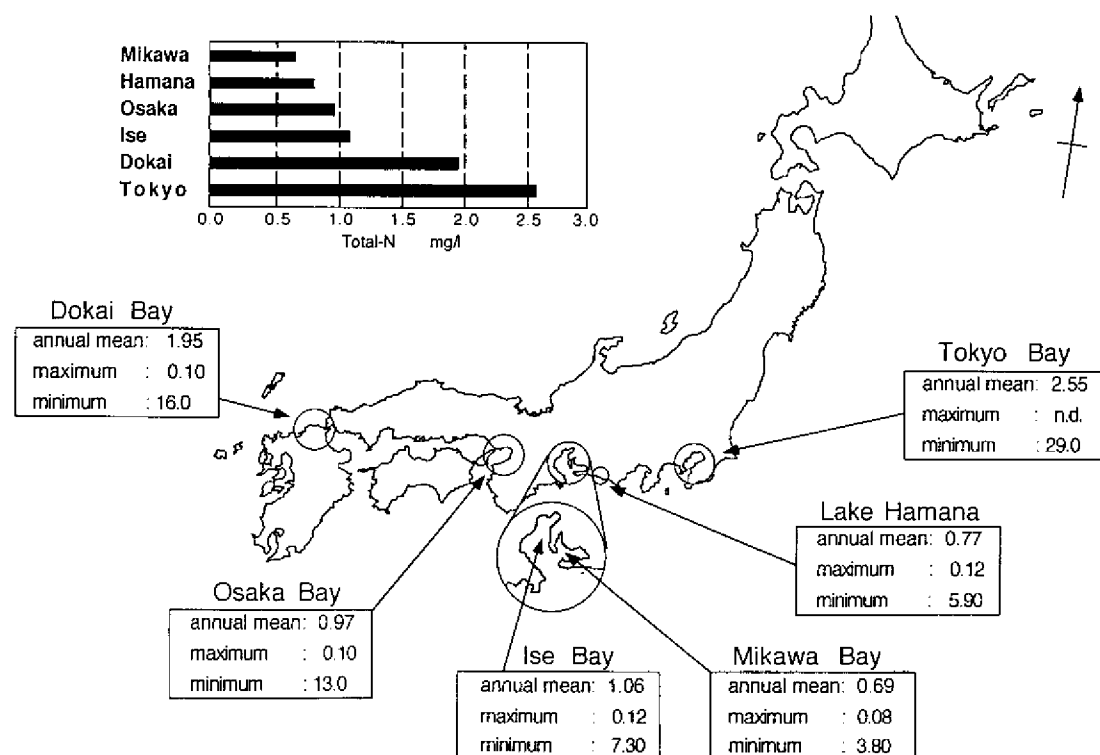 Mikawa
Hamana
Osaka
Ise
Dokai
Tokyo
0.0 0.5 1.0 1.5 2.0 2.5 3.0
Total-N mg/l
Dokai Bay
annual mean: 1.95
maximum : 0.10
minimum : 16.0
Tokyo Bay
annual mean: 2.55
maximum : n.d.
minimum : 29.0
Lake Hamana
annual mean: 0.77
maximum : 0.12
minimum : 5.90
Osaka Bay
annual mean: 0.97
maximum : 0.10
minimum : 13.0
Ise Bay
annual mean: 1.06
maximum : 0.12
minimum : 7.30
Mikawa Bay
annual mean: 0.69
maximum : 0.08
minimum : 3.80